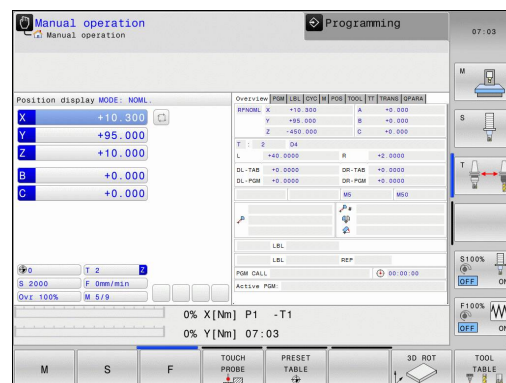 Manual operation
Manual operation
Programming
07:03
Position display MODE: NOML.
X +10.300
Y +95.000
Z +10.000
B +0.000
C +0.000
0 T 2 Z
S 2000 F 0mm/min
Ovr 100% M 5/9
Overview PGM LBL CYC M POS TOOL TT TRANS QPARA
RFNOML X +10.300 A +0.000
Y +95.000 B +0.000
Z -450.000 C +0.000
T : 2 D4
L +40.0000 R +2.0000
DL-TAB +0.0000 DR-TAB +0.0000
DL-PGM +0.0000 DR-PGM +0.0000
M5 M50
P #
P
LBL
LBL REP
PGM CALL 00:00:00
Active PGM:
0% X[Nm] P1 -T1
0% Y[Nm] 07:03
M
S
T
S100%
OFF ON
F100%
OFF ON
M
S
F
TOUCH
PROBE
PRESET
TABLE
3D ROT
TOOL
TABLE